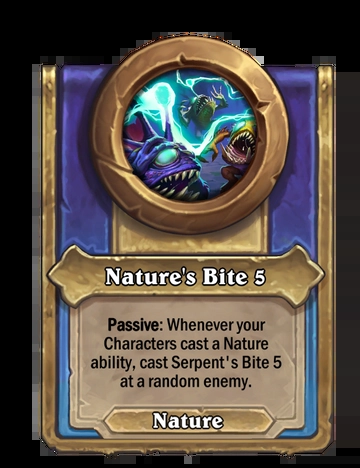 Nature's Bite 5
Passive: Whenever your
Characters cast a Nature
ability, cast Serpent's Bite 5
at a random enemy.
Nature